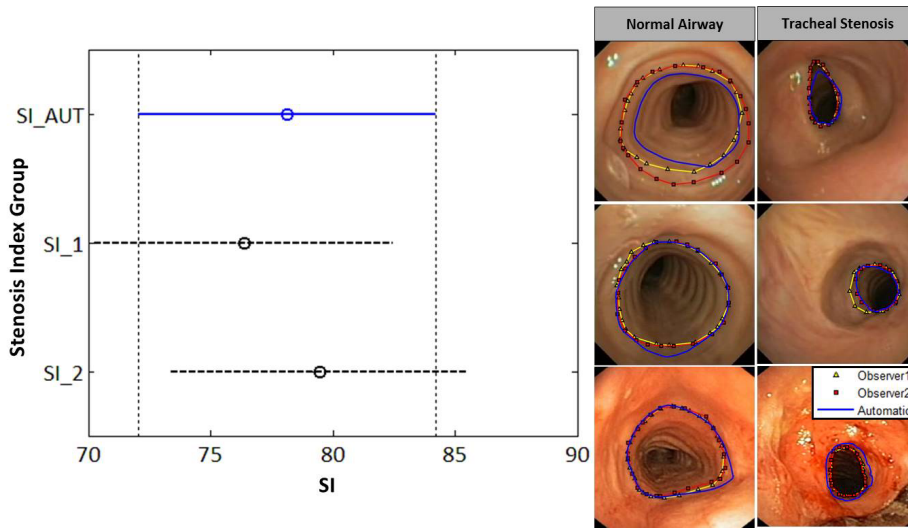 Normal Airway
Tracheal Stenosis
Stenosis Index Group
SI_AUT
SI_1
SI_2
70
75
80
85
90
SI
Observer1
Observer2
Automatic